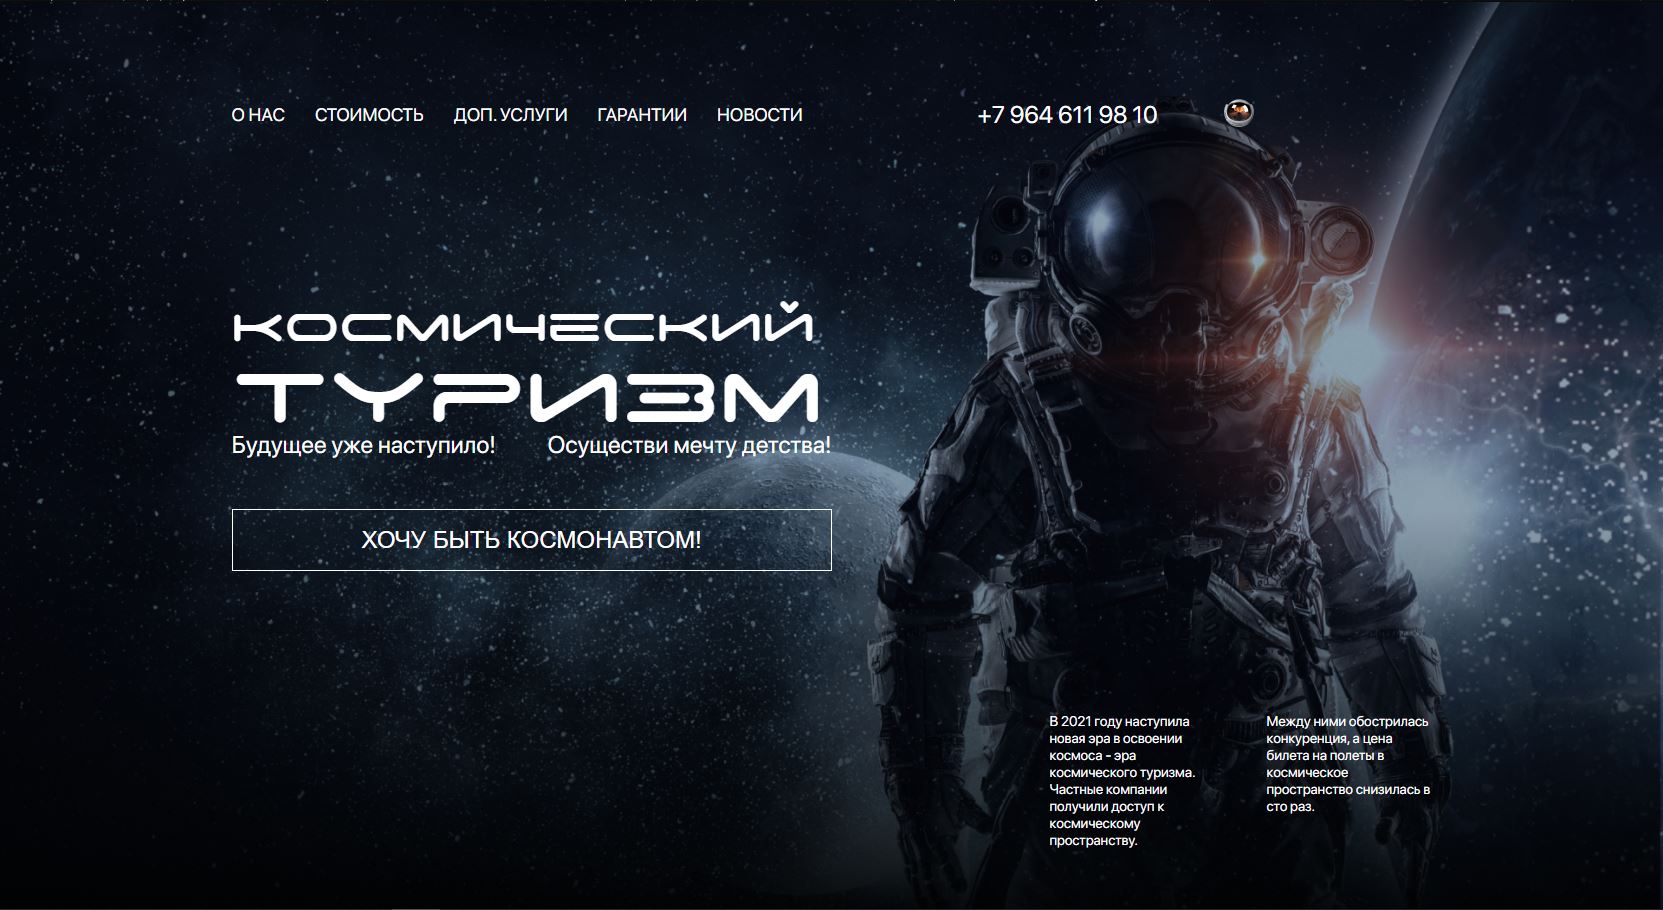 О НАС СТОИМОСТЬ ДОП. УСЛУГИ ГАРАНТИИ НОВОСТИ +7 964 611 98 10
КОСМИЧЕСКИЙ
ТУРИЗМ
Будущее уже наступило! Осуществи мечту детства!
ХОЧУ БЫТЬ КОСМОНАВТОМ!
В 2021 году наступила
новая эра в освоении
космоса - эра
космического туризма.
Частные компании
получили доступ к
космическому
пространству.
Между ними обострилась
конкуренция, а цена
билета на полеты в
космическое
пространство снизилась в
сто раз.